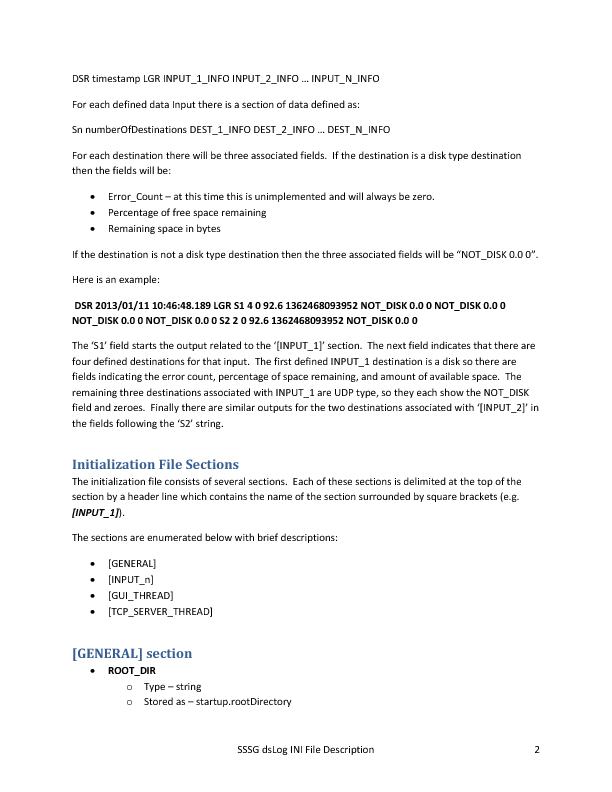 DSR timestamp LGR INPUT_1_INFO INPUT_2_INFO … INPUT_N_INFO
For each defined data Input there is a section of data defined as:
Sn numberOfDestinations DEST_1_INFO DEST_2_INFO … DEST_N_INFO
For each destination there will be three associated fields.  If the destination is a disk type destination
then the fields will be:
• Error_Count – at this time this is unimplemented and will always be zero.
• Percentage of free space remaining
• Remaining space in bytes
If the destination is not a disk type destination then the three associated fields will be “NOT_DISK 0.0 0”.
Here is an example:
DSR 2013/01/11 10:46:48.189 LGR S1 4 0 92.6 1362468093952 NOT_DISK 0.0 0 NOT_DISK 0.0 0
NOT_DISK 0.0 0 NOT_DISK 0.0 0 S2 2 0 92.6 1362468093952 NOT_DISK 0.0 0
The ‘S1’ field starts the output related to the ‘[INPUT_1]’ section.  The next field indicates that there are
four defined destinations for that input.  The first defined INPUT_1 destination is a disk so there are
fields indicating the error count, percentage of space remaining, and amount of available space.  The
remaining three destinations associated with INPUT_1 are UDP type, so they each show the NOT_DISK
field and zeroes.  Finally there are similar outputs for the two destinations associated with ‘[INPUT_2]’ in
the fields following the ‘S2’ string.
Initialization File Sections
The initialization file consists of several sections.  Each of these sections is delimited at the top of the
section by a header line which contains the name of the section surrounded by square brackets (e.g.
[INPUT_1]).
The sections are enumerated below with brief descriptions:
• [GENERAL]
• [INPUT_n]
• [GUI_THREAD]
• [TCP_SERVER_THREAD]
[GENERAL] section
• ROOT_DIR
o Type – string
o Stored as – startup.rootDirectory
SSSG dsLog INI File Description 2